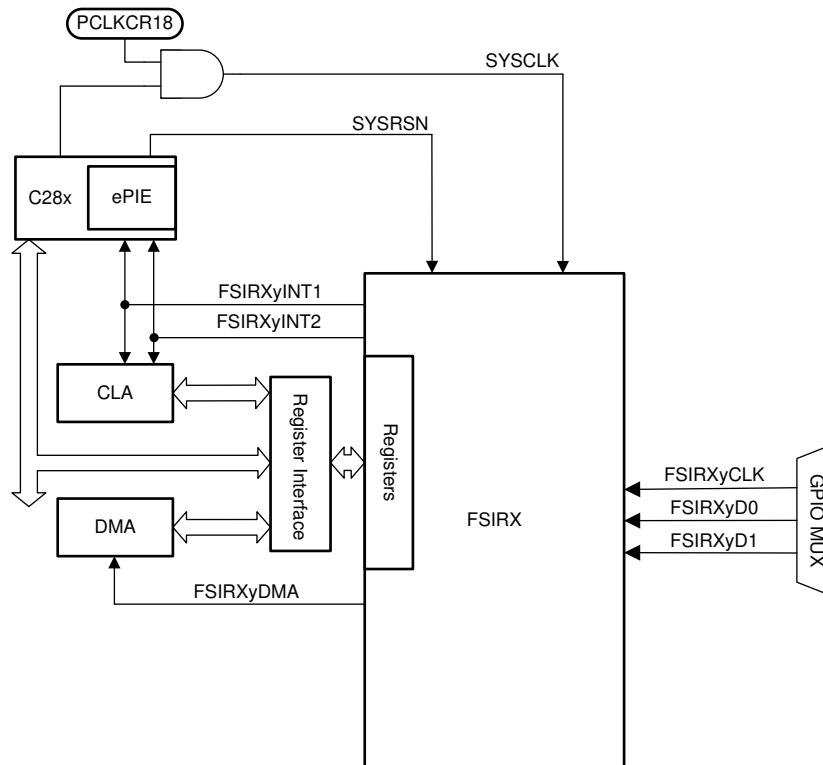 PCLKCR18
SYSCLK
SYSRSN
C28x
ePIE
FSIRXyINT1
FSIRXyINT2
CLA
Register Interface
Registers
FSIRXyCLK
FSIRXyD0
FSIRXyD1
GPIO MUX
FSIRX
DMA
FSIRXyDMA